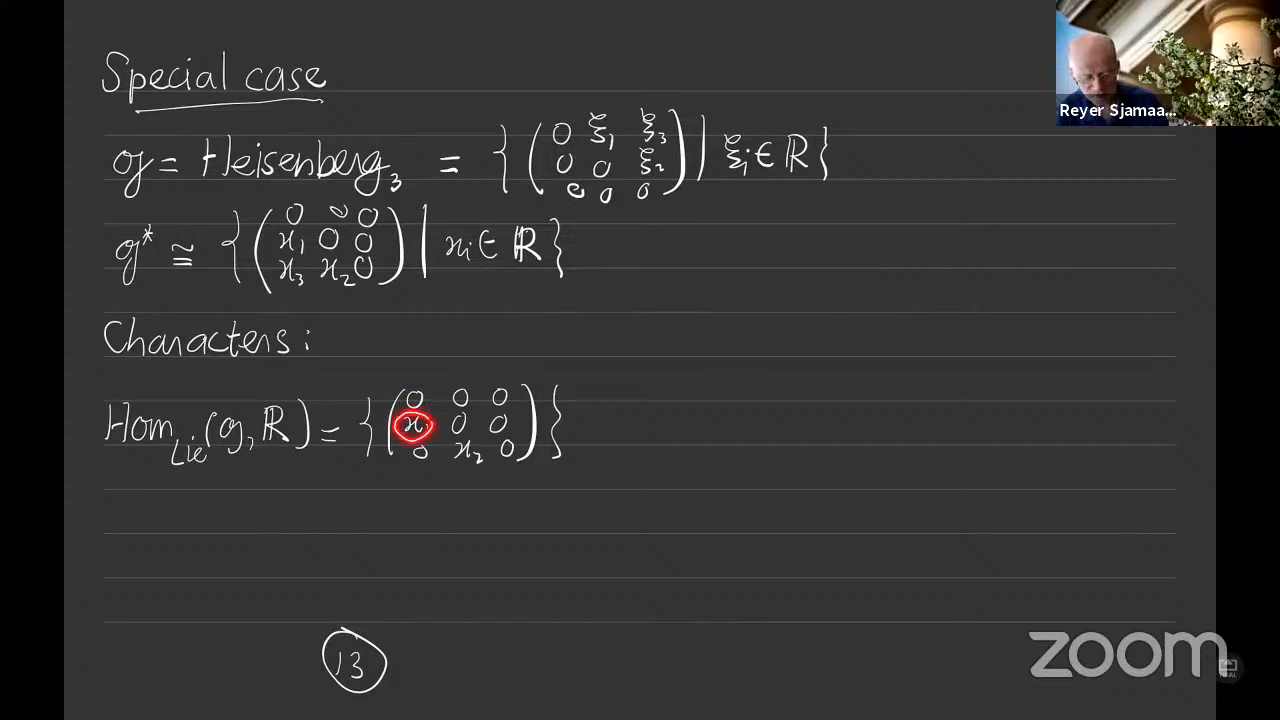 Special case
Reyer Sjamaa...
𝔤 = Heisenberg₃ = { ( 0 ξ₁ ξ₃
0 0 ξ₂
0 0 0 ) | ξᵢ ∈ ℝ }
𝔤* ≅ { ( 0 0 0
x₁ 0 0
x₃ x₂ 0 ) | xᵢ ∈ ℝ }
Characters:
Hom_Lie(𝔤, ℝ) = { ( 0 0 0
x₁ 0 0
0 x₂ 0 ) }
13
zoom